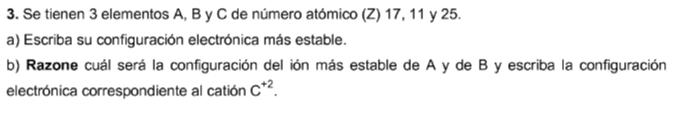 3. Se tienen 3 elementos A, B y C de número atómico (Z) 17, 11 y 25.
a) Escriba su configuración electrónica más estable.
b) Razone cuál será la configuración del ión más estable de A y de B y escriba la configuración
electrónica correspondiente al catión C⁺².